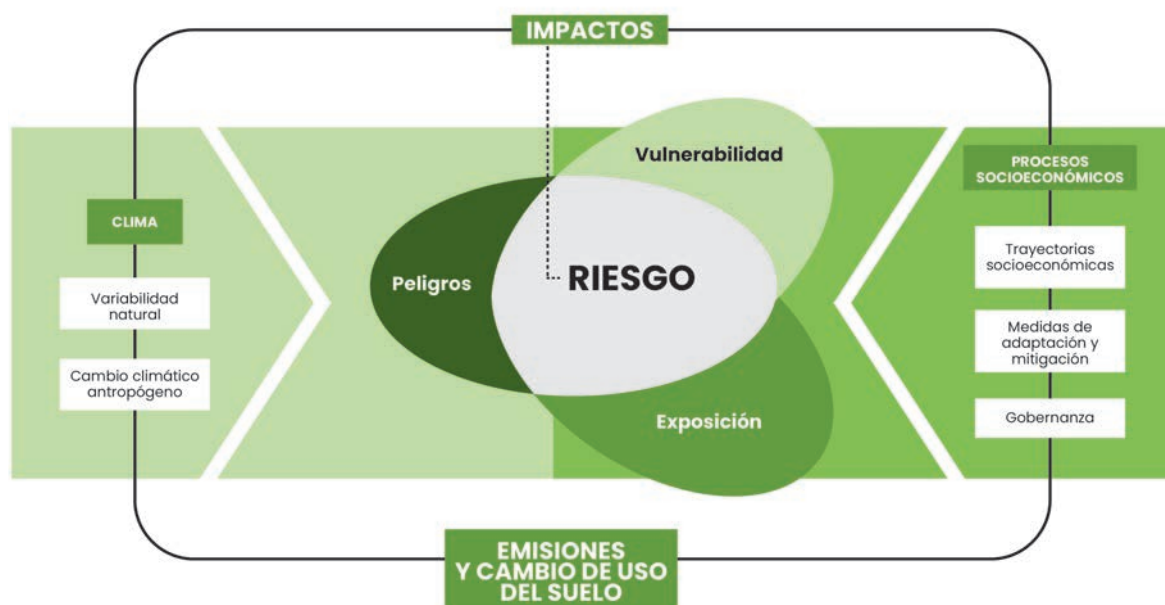 IMPACTOS
CLIMA
Variabilidad
natural
Cambio climático
antropógeno
Peligros
Vulnerabilidad
RIESGO
Exposición
PROCESOS
SOCIOECONÓMICOS
Trayectorias
socioeconómicas
Medidas de
adaptación y
mitigación
Gobernanza
EMISIONES
Y CAMBIO DE USO
DEL SUELO